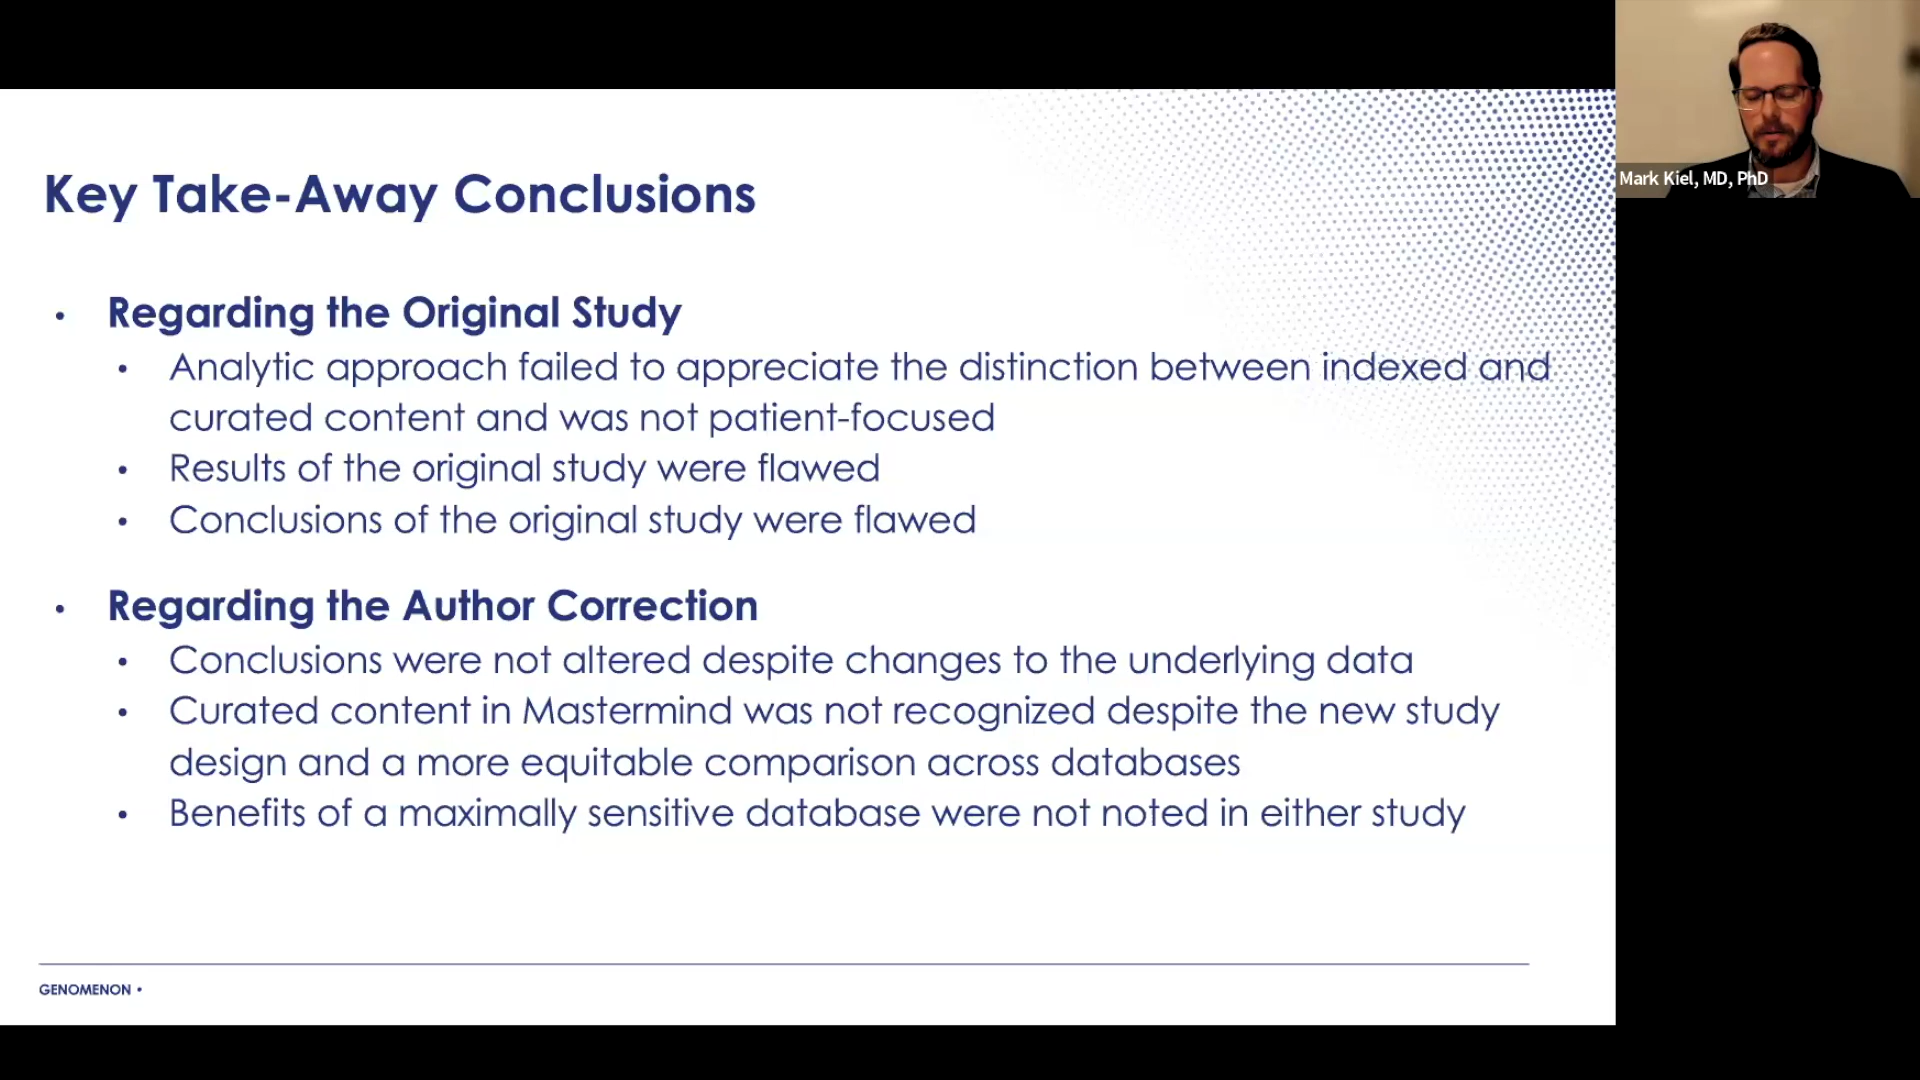 Mark Kiel, MD, PhD
Key Take-Away Conclusions
• Regarding the Original Study
• Analytic approach failed to appreciate the distinction between indexed and
curated content and was not patient-focused
• Results of the original study were flawed
• Conclusions of the original study were flawed
• Regarding the Author Correction
• Conclusions were not altered despite changes to the underlying data
• Curated content in Mastermind was not recognized despite the new study
design and a more equitable comparison across databases
• Benefits of a maximally sensitive database were not noted in either study
GENOMENON •